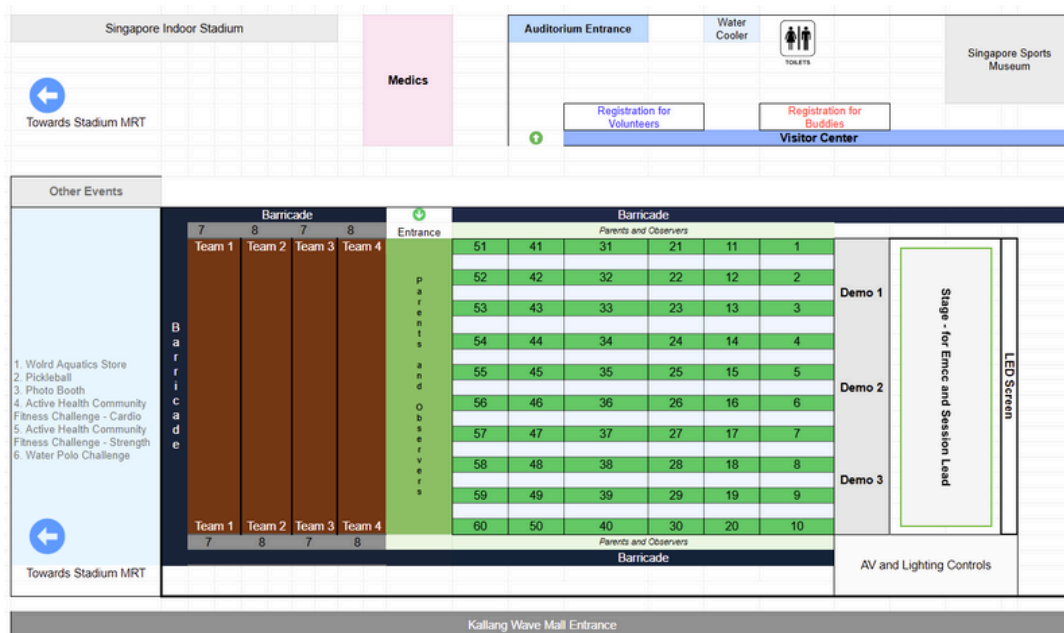 Singapore Indoor Stadium
Auditorium Entrance
Water
Cooler
TOILETS
Singapore Sports
Museum
Medics
Towards Stadium MRT
Registration for
Volunteers
Registration for
Buddies
Visitor Center
Other Events
Barricade
Barricade
7 8 7 8
Entrance
Parents and Observers
Team 1 Team 2 Team 3 Team 4
51 41 31 21 11 1
52 42 32 22 12 2
53 43 33 23 13 3
54 44 34 24 14 4
55 45 35 25 15 5
56 46 36 26 16 6
57 47 37 27 17 7
58 48 38 28 18 8
59 49 39 29 19 9
60 50 40 30 20 10
Parents and Observers
Demo 1
Demo 2
Demo 3
Stage - for Emcc and Session Lead
LED Screen
Barricade
1. Wolrd Aquatics Store
2. Pickleball
3. Photo Booth
4. Active Health Community
Fitness Challenge - Cardio
5. Active Health Community
Fitness Challenge - Strength
6. Water Polo Challenge
Team 1 Team 2 Team 3 Team 4
7 8 7 8
Parents and Observers
Barricade
Towards Stadium MRT
AV and Lighting Controls
Kallang Wave Mall Entrance